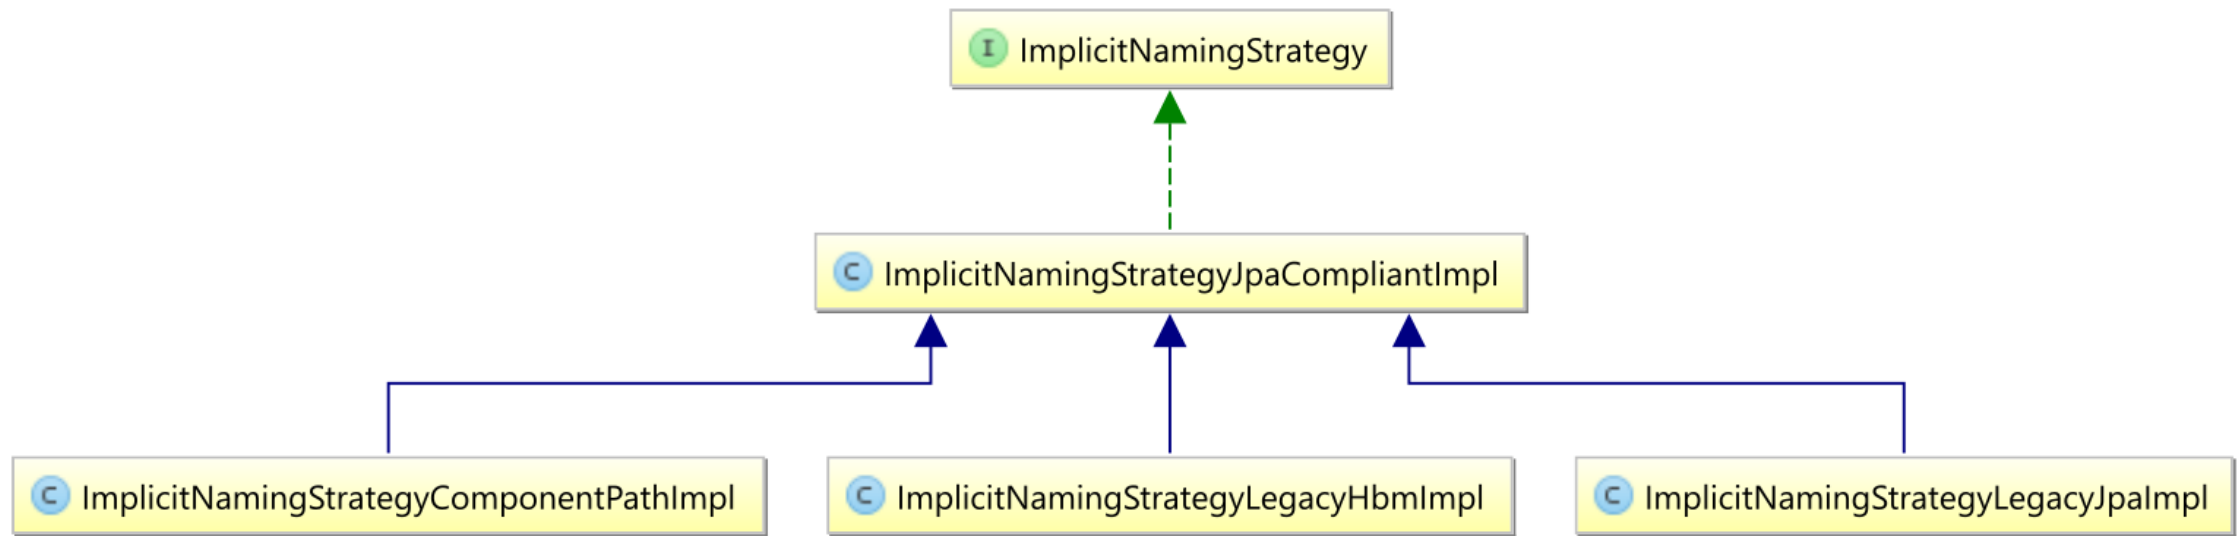 I ImplicitNamingStrategy
C ImplicitNamingStrategyJpaCompliantImpl
C ImplicitNamingStrategyComponentPathImpl
C ImplicitNamingStrategyLegacyHbmImpl
C ImplicitNamingStrategyLegacyJpaImpl